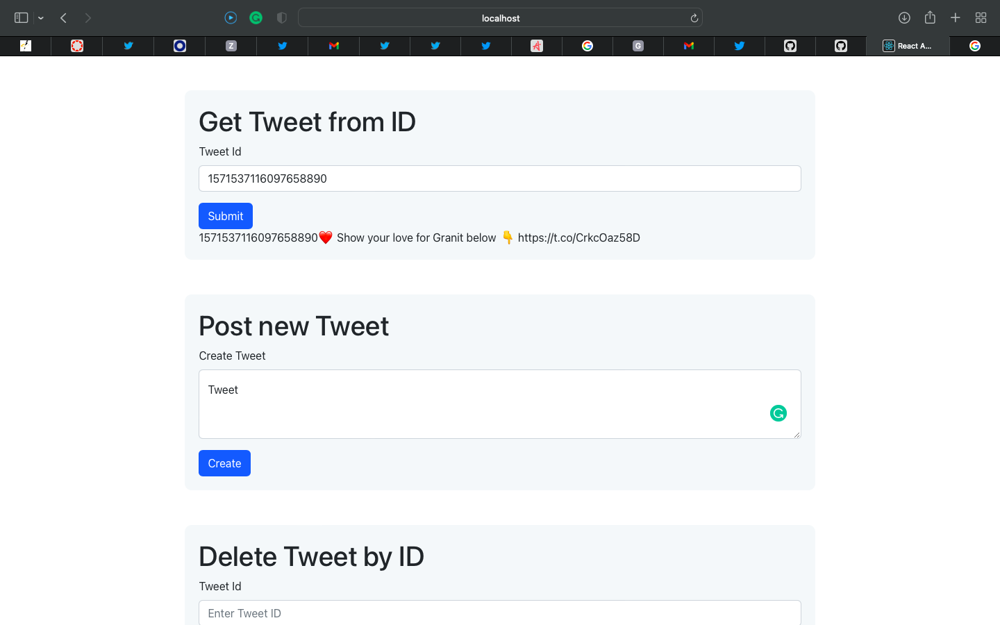 localhost
Z
G
React A...
Get Tweet from ID
Tweet Id
1571537116097658890
Submit
1571537116097658890❤️ Show your love for Granit below 👇 https://t.co/CrkcOaz58D
Post new Tweet
Create Tweet
Tweet
Create
Delete Tweet by ID
Tweet Id
Enter Tweet ID